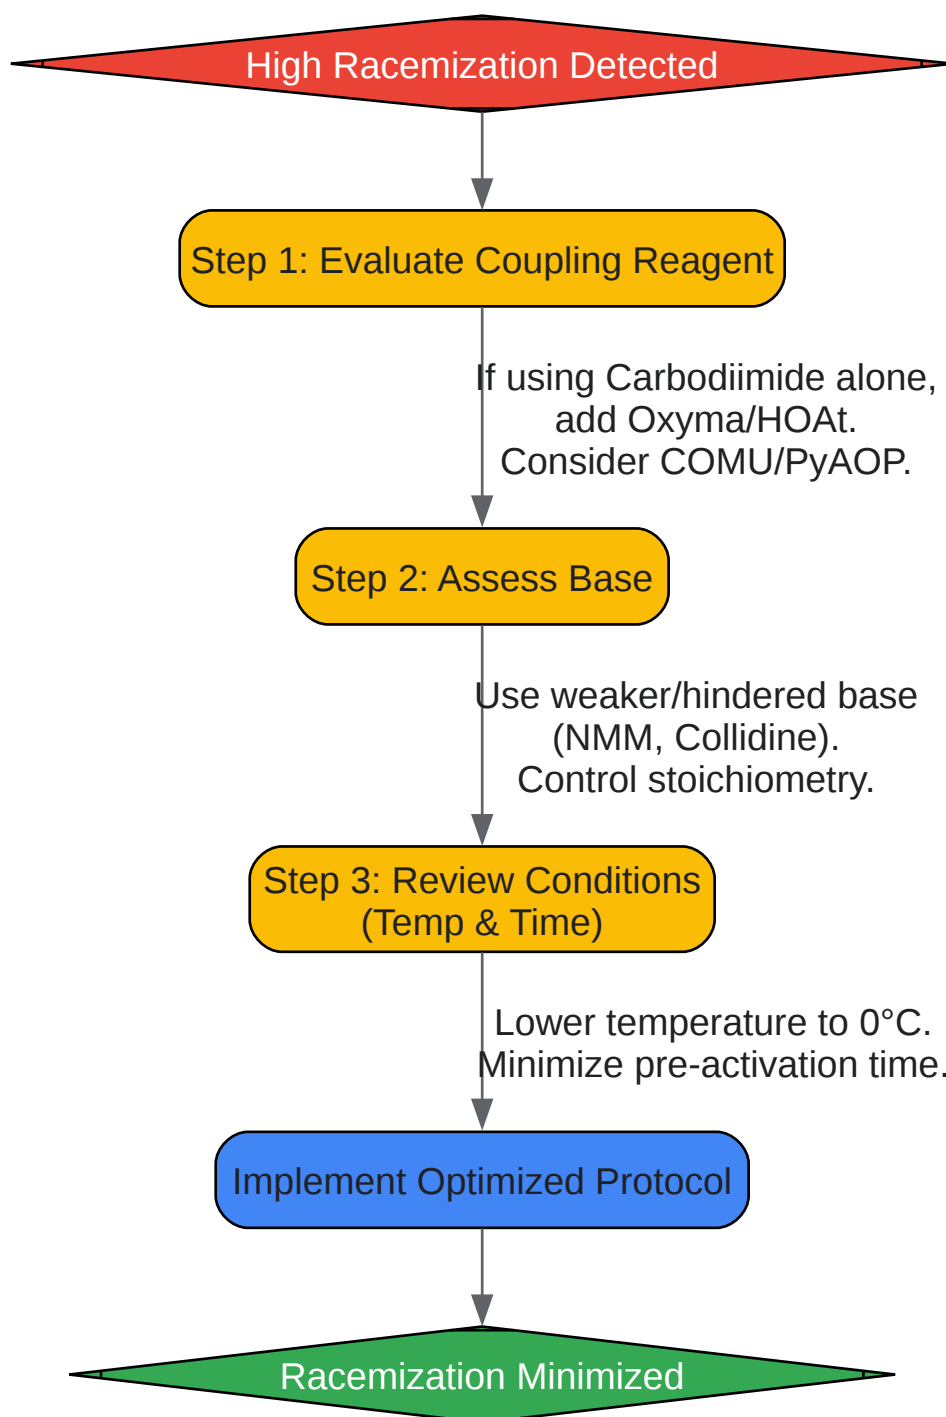 High Racemization Detected
Step 1: Evaluate Coupling Reagent
If using Carbodiimide alone,
add Oxyma/HOAt.
Consider COMU/PyAOP.
Step 2: Assess Base
Use weaker/hindered base
(NMM, Collidine).
Control stoichiometry.
Step 3: Review Conditions
(Temp & Time)
Lower temperature to 0°C.
Minimize pre-activation time.
Implement Optimized Protocol
Racemization Minimized